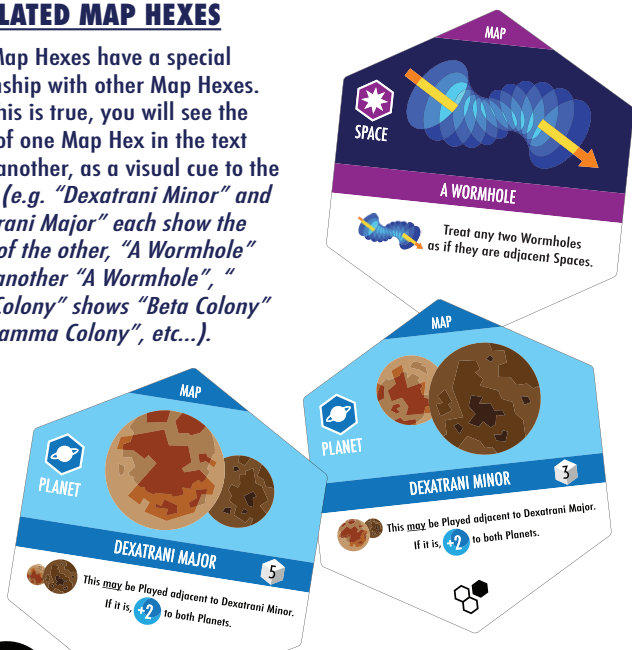 LATED MAP HEXES
Map Hexes have a special
nship with other Map Hexes.
his is true, you will see the
of one Map Hex in the text
another, as a visual cue to the
(e.g. “Dexatrani Minor” and
rani Major” each show the
of the other, “A Wormhole”
another “A Wormhole”, “
Colony” shows “Beta Colony”
amma Colony”, etc...).
MAP
SPACE
A WORMHOLE
Treat any two Wormholes
as if they are adjacent Spaces.
MAP
PLANET
DEXATRANI MINOR
3
This may be Played adjacent to Dexatrani Major.
If it is, +2 to both Planets.
MAP
PLANET
DEXATRANI MAJOR
5
This may be Played adjacent to Dexatrani Minor.
If it is, +2 to both Planets.